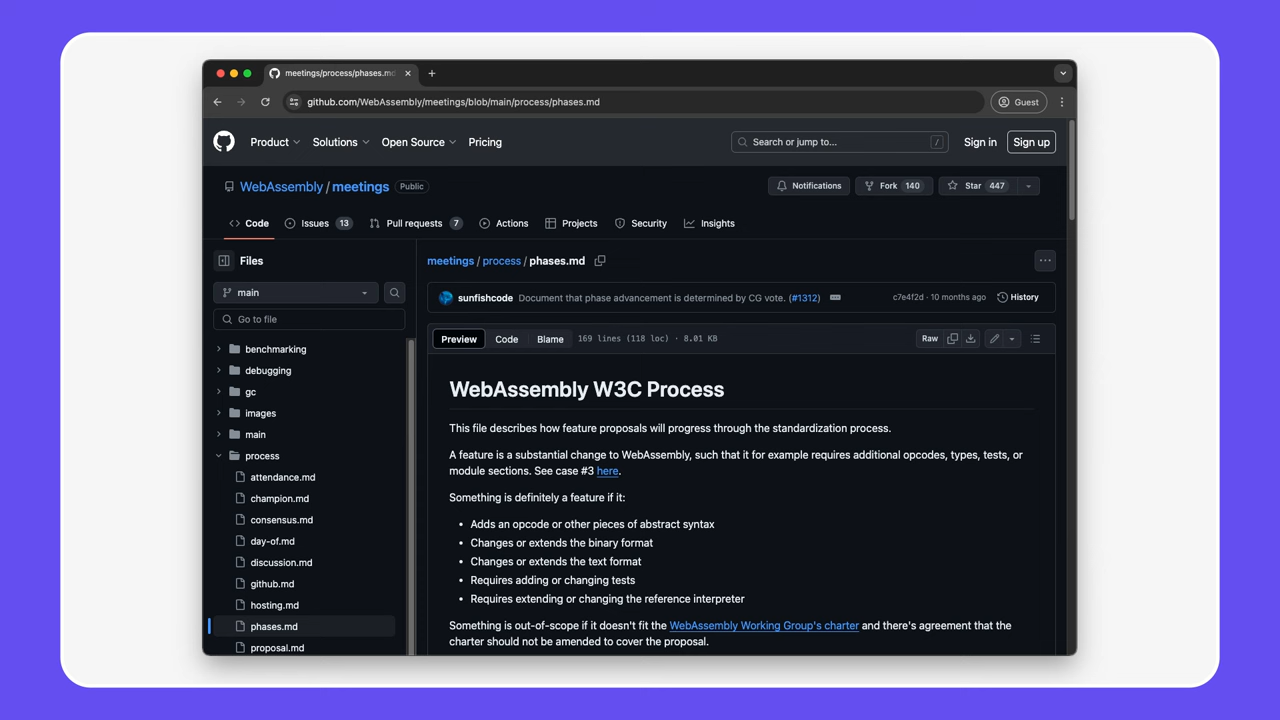 meetings/process/phases.md
github.com/WebAssembly/meetings/blob/main/process/phases.md
Guest
Product
Solutions
Open Source
Pricing
Search or jump to...
/
Sign in
Sign up
WebAssembly / meetings
Public
Notifications
Fork 140
Star 447
Code
Issues 13
Pull requests 7
Actions
Projects
Security
Insights
Files
main
Go to file
benchmarking
debugging
gc
images
main
process
attendance.md
champion.md
consensus.md
day-of.md
discussion.md
github.md
hosting.md
phases.md
proposal.md
meetings / process / phases.md
sunfishcode Document that phase advancement is determined by CG vote. (#1312)
c7e4f2d · 10 months ago
History
Preview
Code
Blame
169 lines (118 loc) · 8.01 KB
Raw
WebAssembly W3C Process
This file describes how feature proposals will progress through the standardization process.
A feature is a substantial change to WebAssembly, such that it for example requires additional opcodes, types, tests, or
module sections. See case #3 here.
Something is definitely a feature if it:
• Adds an opcode or other pieces of abstract syntax
• Changes or extends the binary format
• Changes or extends the text format
• Requires adding or changing tests
• Requires extending or changing the reference interpreter
Something is out-of-scope if it doesn't fit the WebAssembly Working Group's charter and there's agreement that the
charter should not be amended to cover the proposal.